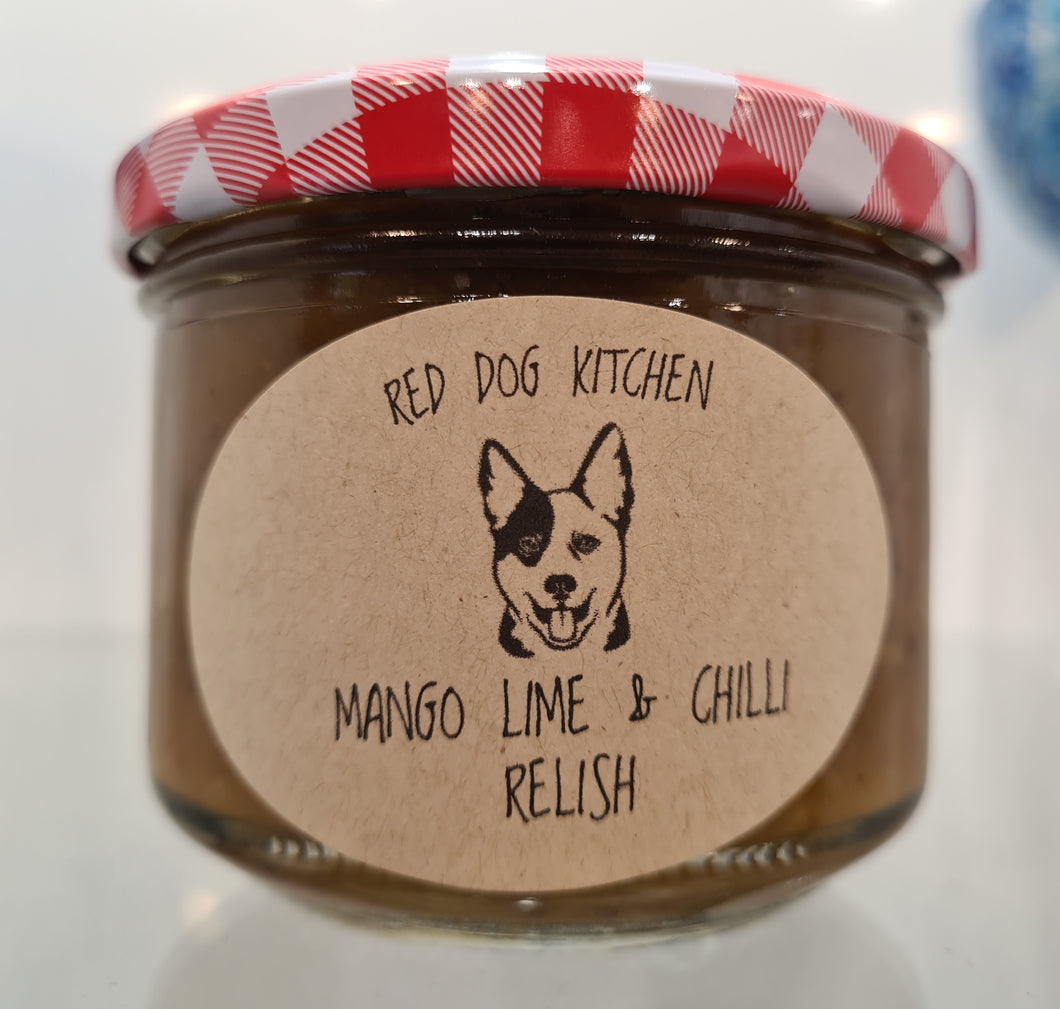 RED DOG KITCHEN
MANGO LIME & CHILLI
RELISH